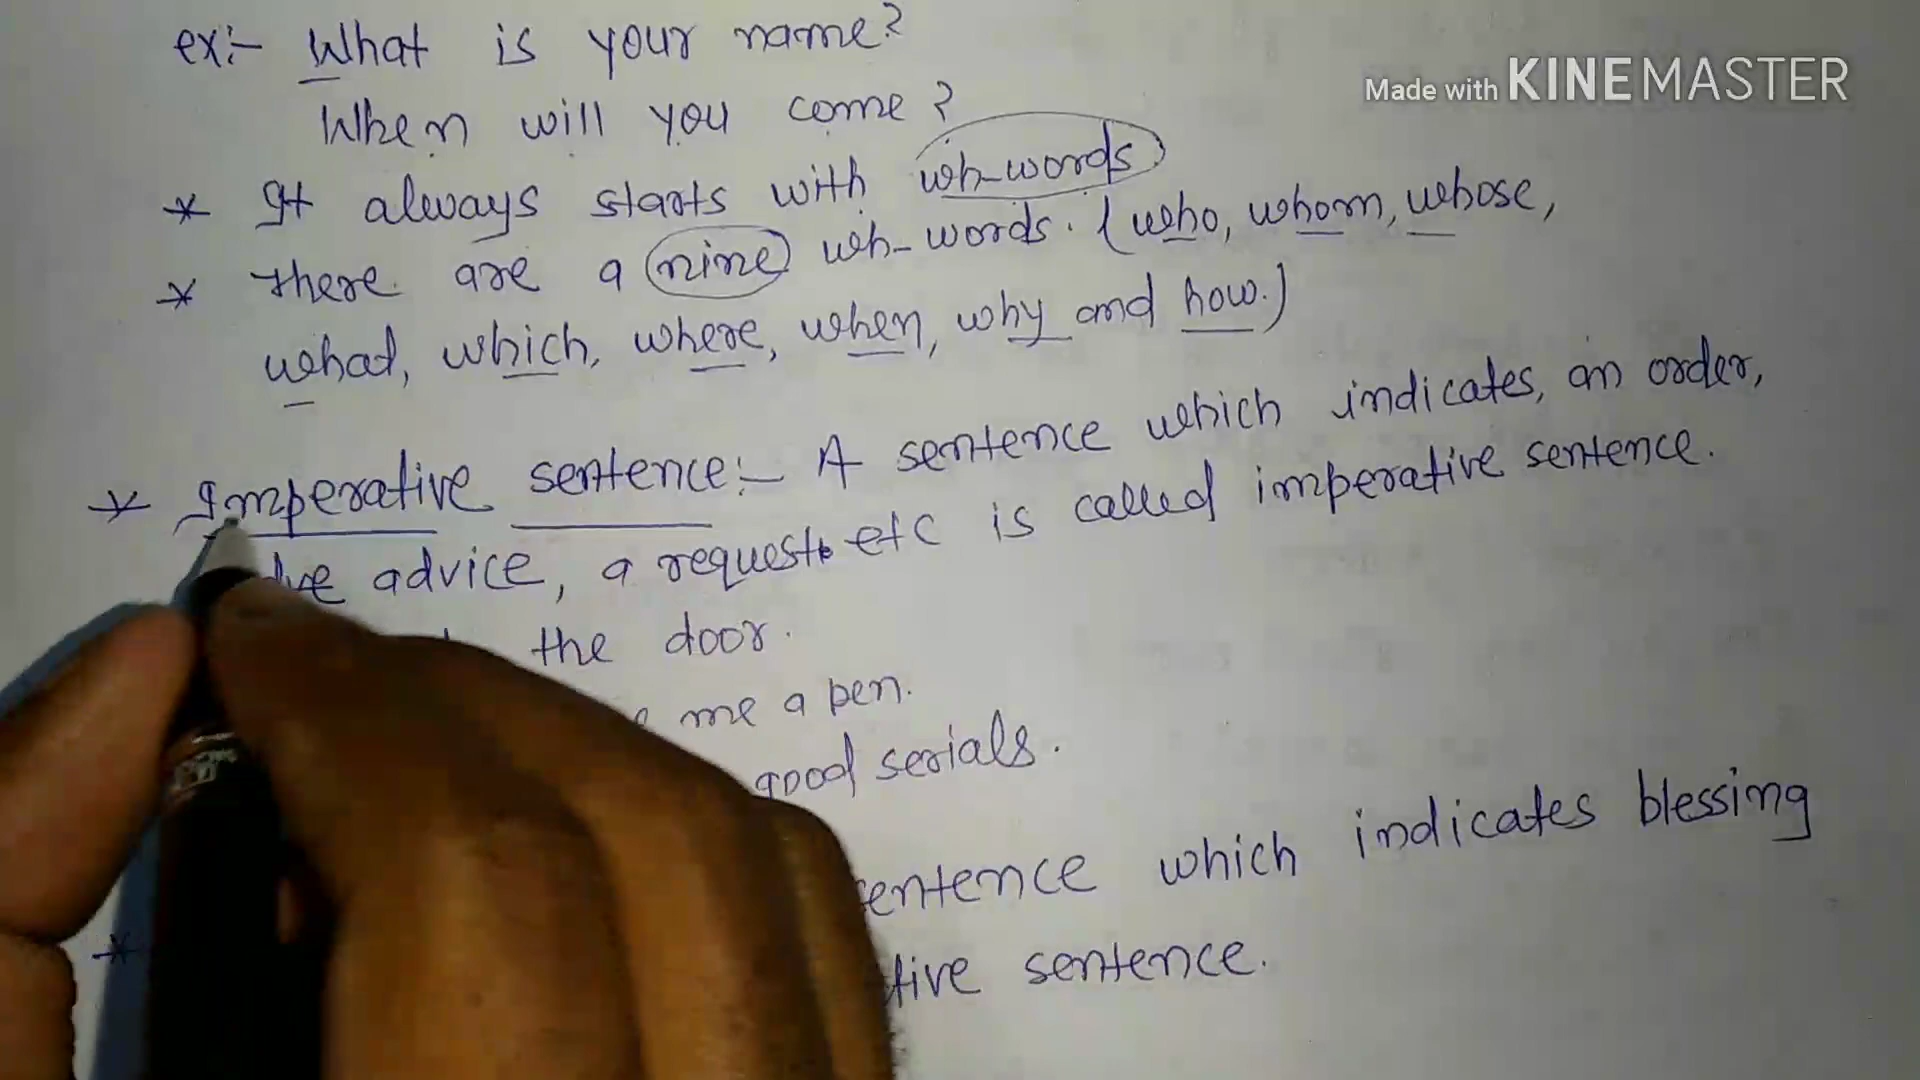 ex:- What is your name?
Made with KINEMASTER
When will you come?
* It always starts with wh-words
* There are a nine wh-words. (who, whom, whose,
what, which, where, when, why and how.)
* Imperative sentence:- A sentence which indicates, an order,
advice, a request etc is called imperative sentence.
the door.
me a pen.
good serials.
sentence which indicates blessing
* tive sentence.